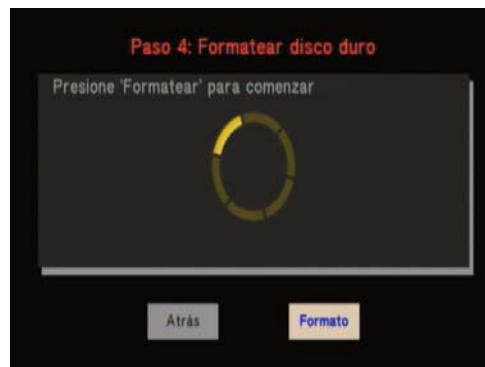 Paso 4: Formatear disco duro
Presione 'Formatear' para comenzar
Atrás
Formato